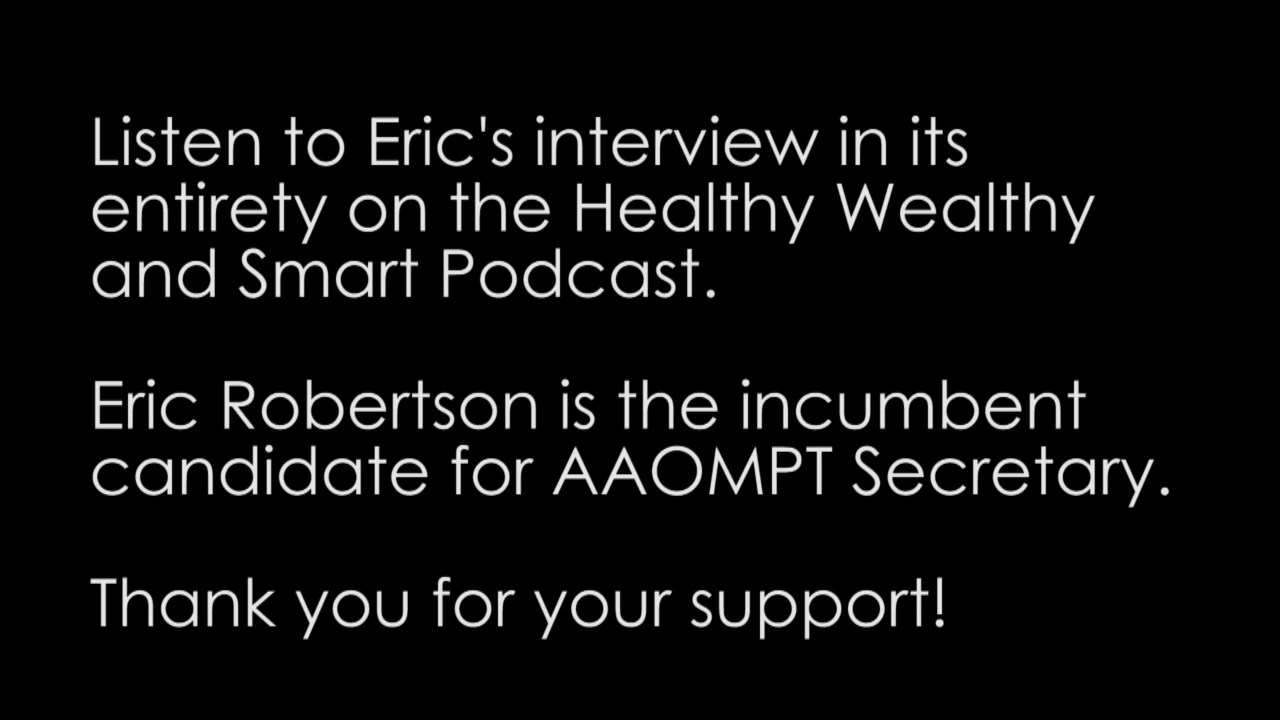 Listen to Eric's interview in its
entirety on the Healthy Wealthy
and Smart Podcast.
Eric Robertson is the incumbent
candidate for AAOMPT Secretary.
Thank you for your support!